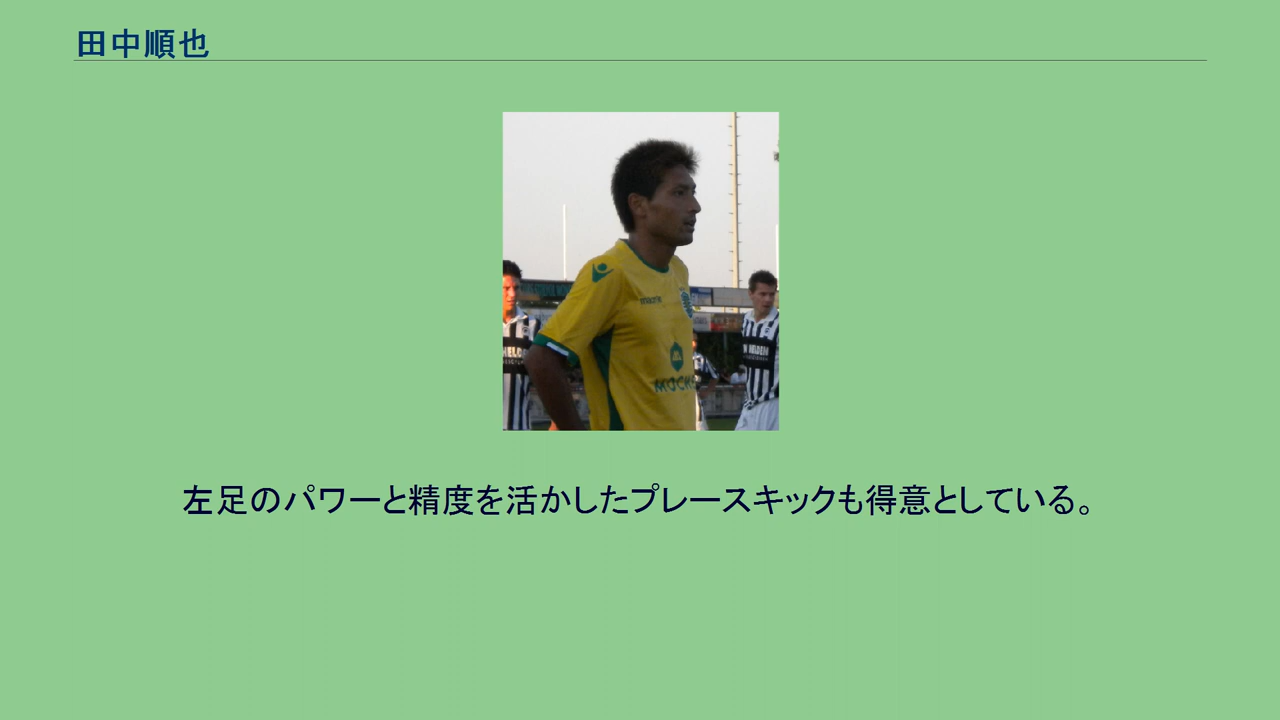 田中順也
macron
左足のパワーと精度を活かしたプレースキックも得意としている。